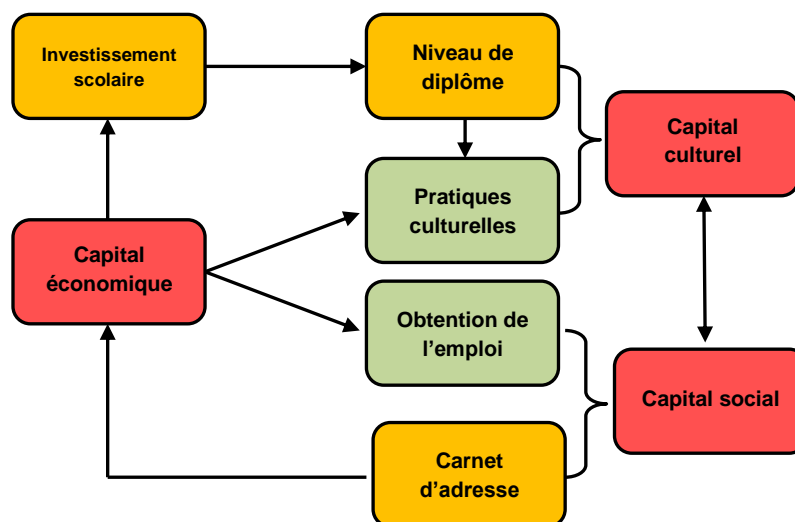 Investissement
scolaire
Niveau de
diplôme
Capital
culturel
Pratiques
culturelles
Capital
économique
Obtention de
l’emploi
Capital social
Carnet
d’adresse